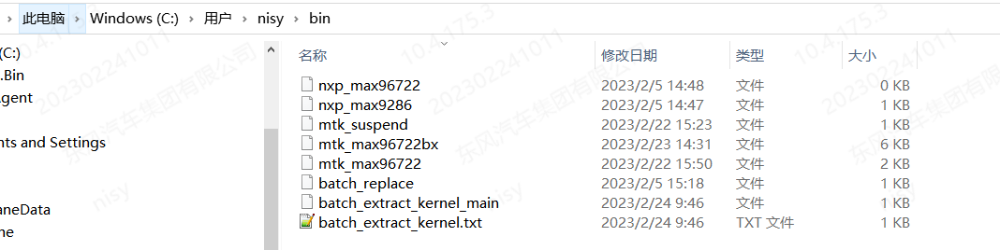 此电脑 > Windows (C:) > 用户 > nisy > bin
(C:)
.Bin
Agent
nts and Settings
aneData
ne
名称 修改日期 类型 大小
nxp_max96722 2023/2/5 14:48 文件 0 KB
nxp_max9286 2023/2/5 14:47 文件 1 KB
mtk_suspend 2023/2/22 15:23 文件 1 KB
mtk_max96722bx 2023/2/23 14:31 文件 6 KB
mtk_max96722 2023/2/22 15:50 文件 2 KB
batch_replace 2023/2/5 15:18 文件 1 KB
batch_extract_kernel_main 2023/2/24 9:46 文件 1 KB
batch_extract_kernel.txt 2023/2/24 9:46 TXT 文件 1 KB
10.4.175.3
202302241011
东风汽车集团有限公司
nisy